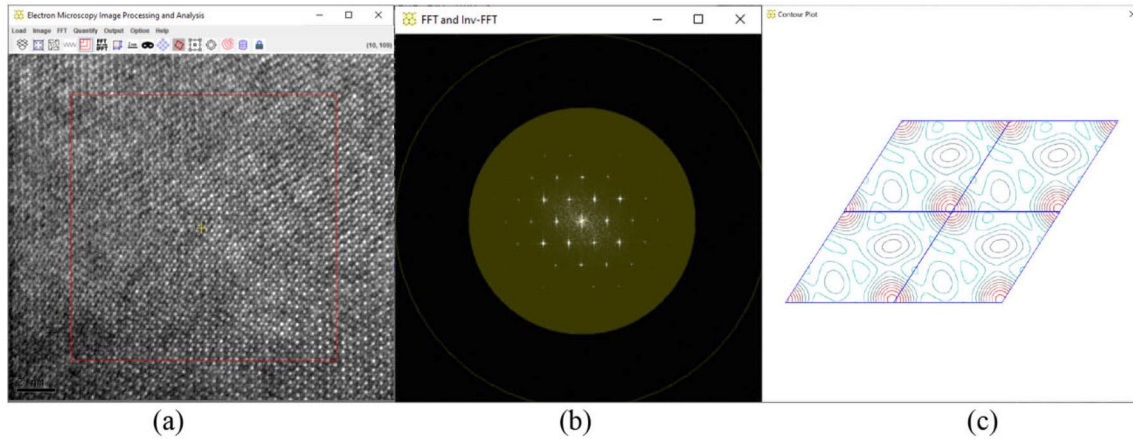 Electron Microscopy Image Processing and Analysis
Load Image FFT Quantify Output Option Help
(10, 108)
FFT and Inv-FFT
Contour Plot
(a) (b) (c)